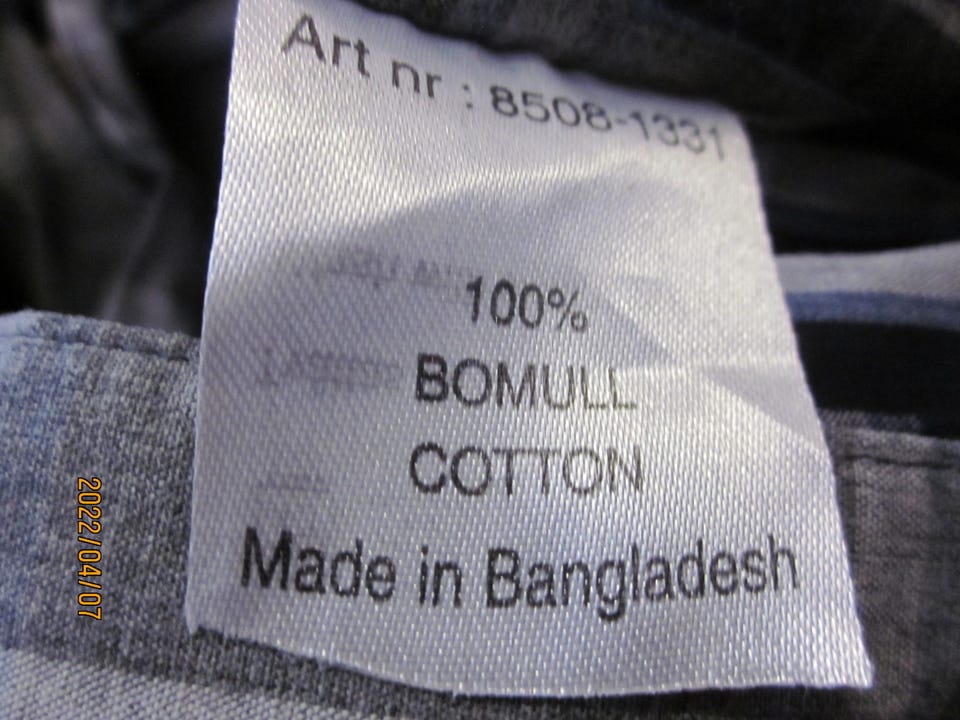 Art nr : 8508-1331
100%
BOMULL
COTTON
Made in Bangladesh
2022/04/07